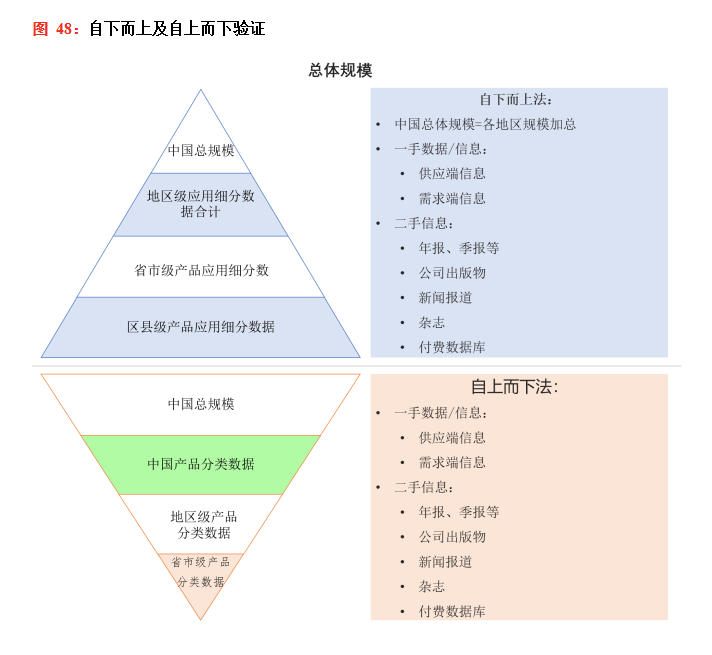 图 48：自下而上及自上而下验证
总体规模
中国总规模
地区级应用细分数
据合计
省市级产品应用细分数
区县级产品应用细分数据
自下而上法：
• 中国总体规模=各地区规模加总
• 一手数据/信息：
• 供应端信息
• 需求端信息
• 二手信息：
• 年报、季报等
• 公司出版物
• 新闻报道
• 杂志
• 付费数据库
中国总规模
中国产品分类数据
地区级产品
分类数据
省市级产品
分类数据
自上而下法：
• 一手数据/信息：
• 供应端信息
• 需求端信息
• 二手信息：
• 年报、季报等
• 公司出版物
• 新闻报道
• 杂志
• 付费数据库